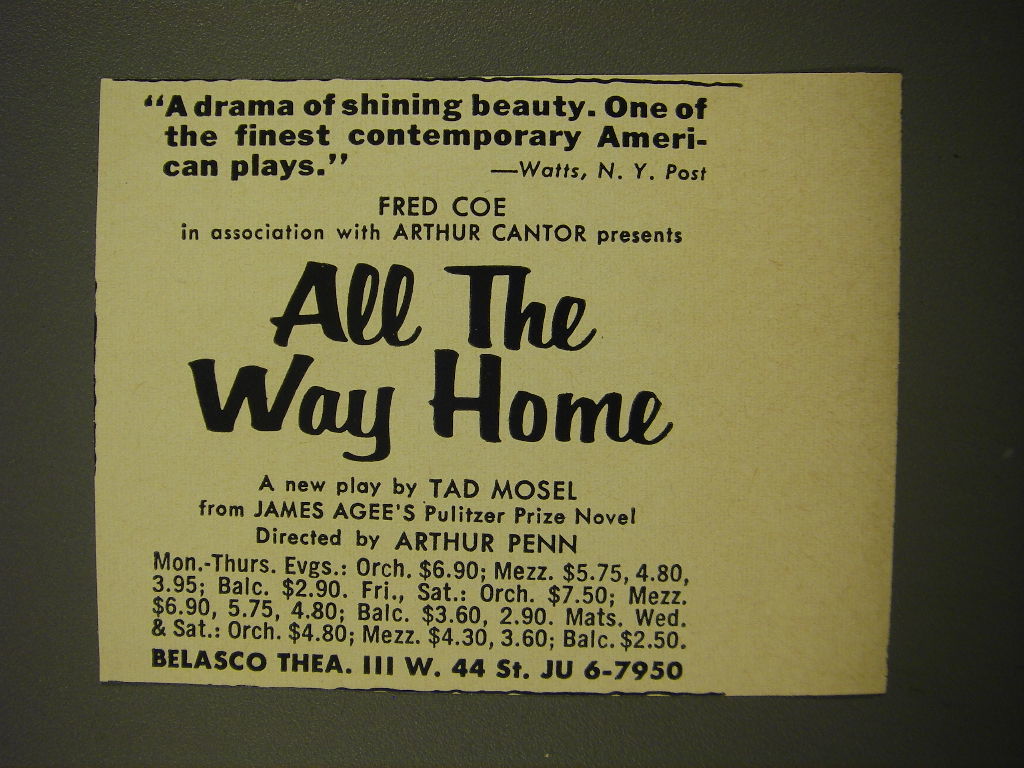 "A drama of shining beauty. One of
the finest contemporary Ameri-
can plays." —Watts, N. Y. Post
FRED COE
in association with ARTHUR CANTOR presents
All The
Way Home
A new play by TAD MOSEL
from JAMES AGEE'S Pulitzer Prize Novel
Directed by ARTHUR PENN
Mon.-Thurs. Evgs.: Orch. $6.90; Mezz. $5.75, 4.80,
3.95; Balc. $2.90. Fri., Sat.: Orch. $7.50; Mezz.
$6.90, 5.75, 4.80; Balc. $3.60, 2.90. Mats. Wed.
& Sat.: Orch. $4.80; Mezz. $4.30, 3.60; Balc. $2.50.
BELASCO THEA. 111 W. 44 St. JU 6-7950